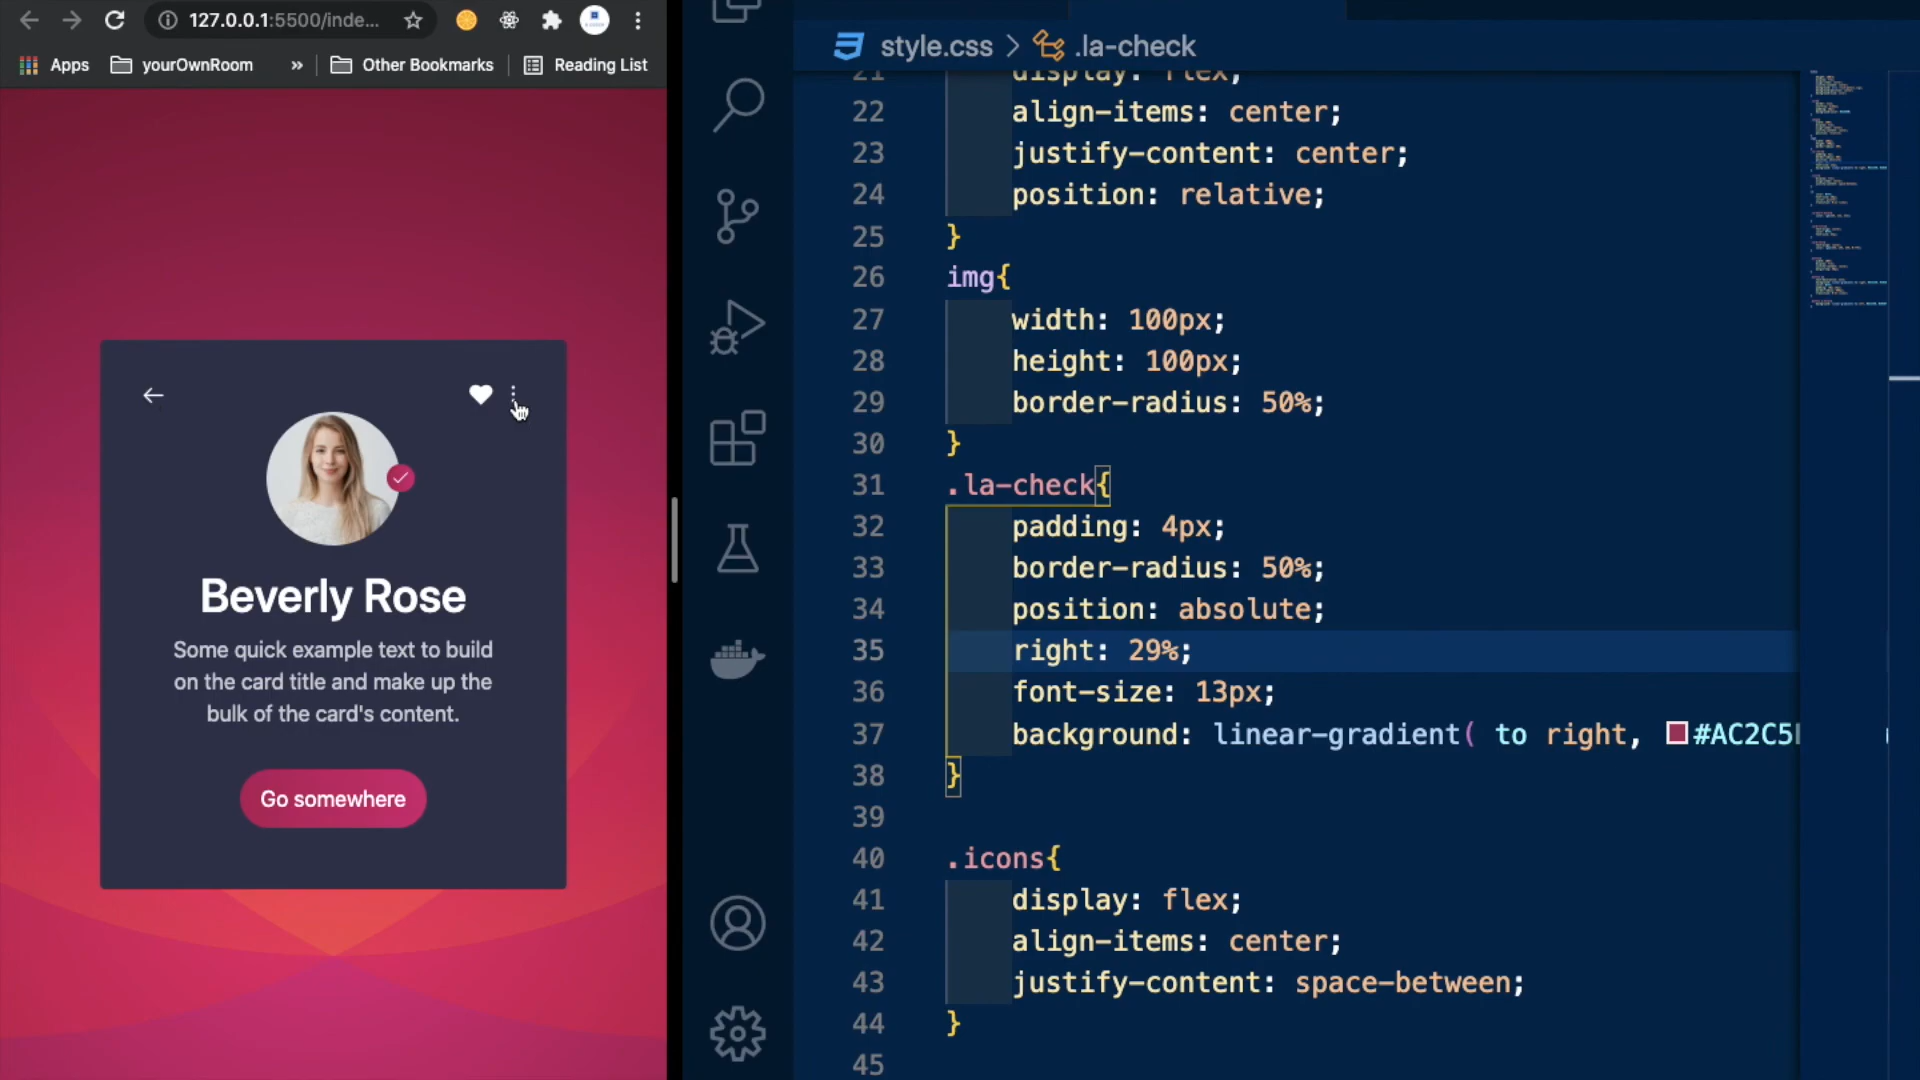 127.0.0.1:5500/inde...
Apps
yourOwnRoom
»
Other Bookmarks
Reading List
Beverly Rose
Some quick example text to build
on the card title and make up the
bulk of the card's content.
Go somewhere
style.css > .la-check
21 display: flex;
22 align-items: center;
23 justify-content: center;
24 position: relative;
25 }
26 img{
27 width: 100px;
28 height: 100px;
29 border-radius: 50%;
30 }
31 .la-check{
32 padding: 4px;
33 border-radius: 50%;
34 position: absolute;
35 right: 29%;
36 font-size: 13px;
37 background: linear-gradient( to right, #AC2C5
38 }
39
40 .icons{
41 display: flex;
42 align-items: center;
43 justify-content: space-between;
44 }
45